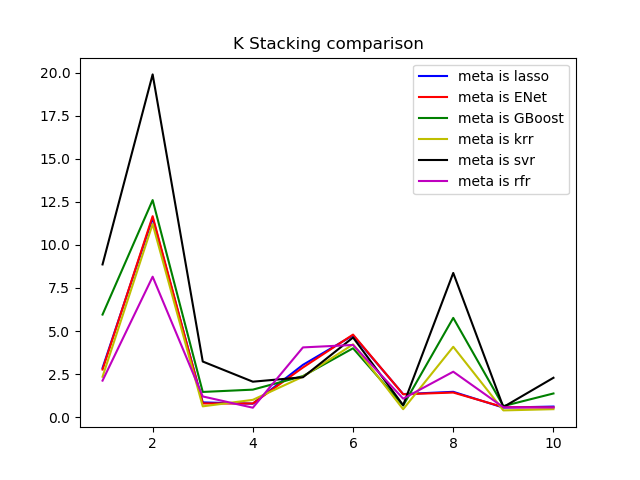 K Stacking comparison
20.0
17.5
15.0
12.5
10.0
7.5
5.0
2.5
0.0
meta is lasso
meta is ENet
meta is GBoost
meta is krr
meta is svr
meta is rfr
2 4 6 8 10